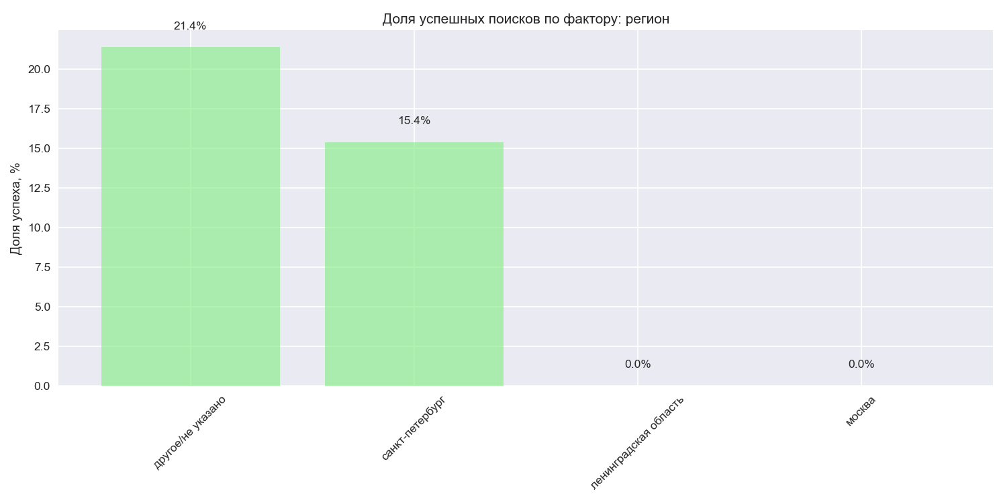 Доля успешных поисков по фактору: регион
21.4%
15.4%
0.0%
0.0%
Доля успеха, %
20.0
17.5
15.0
12.5
10.0
7.5
5.0
2.5
0.0
другое/не указано
санкт-петербург
ленинградская область
москва